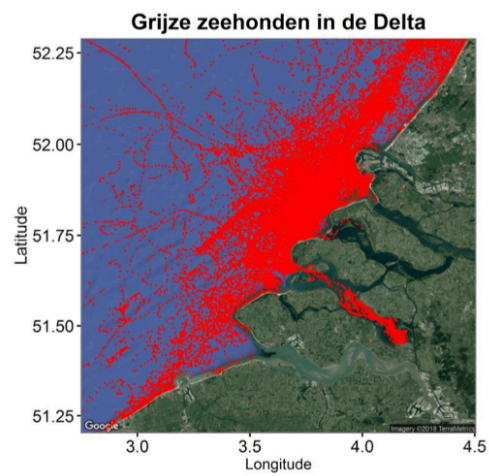 Grijze zeehonden in de Delta
52.25
52.00
51.75
51.50
51.25
Latitude
Google
Imagery ©2018 TerraMetrics
3.0 3.5 4.0 4.5
Longitude